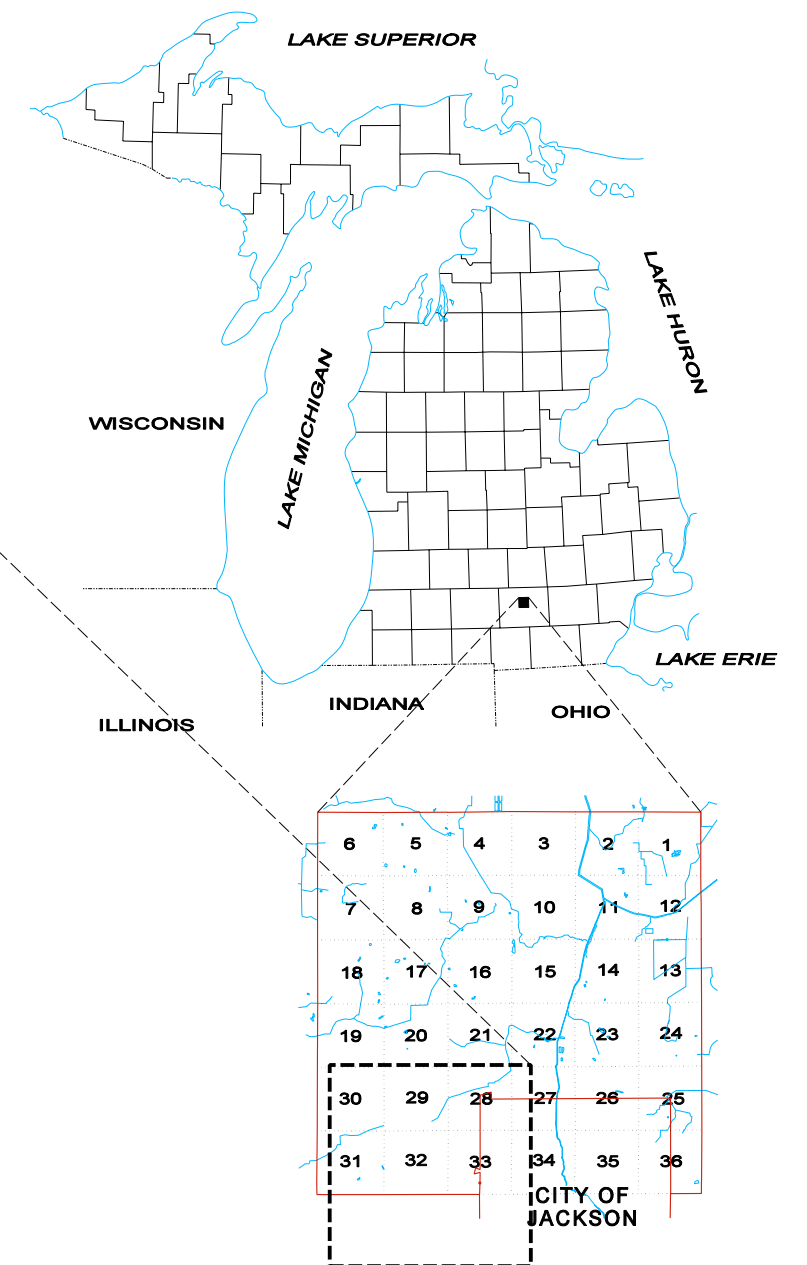 LAKE SUPERIOR
LAKE HURON
WISCONSIN
LAKE MICHIGAN
LAKE ERIE
INDIANA
OHIO
ILLINOIS
6 5 4 3 2 1
7 8 9 10 11 12
18 17 16 15 14 13
19 20 21 22 23 24
30 29 28 27 26 25
31 32 33 34 35 36
CITY OF
JACKSON